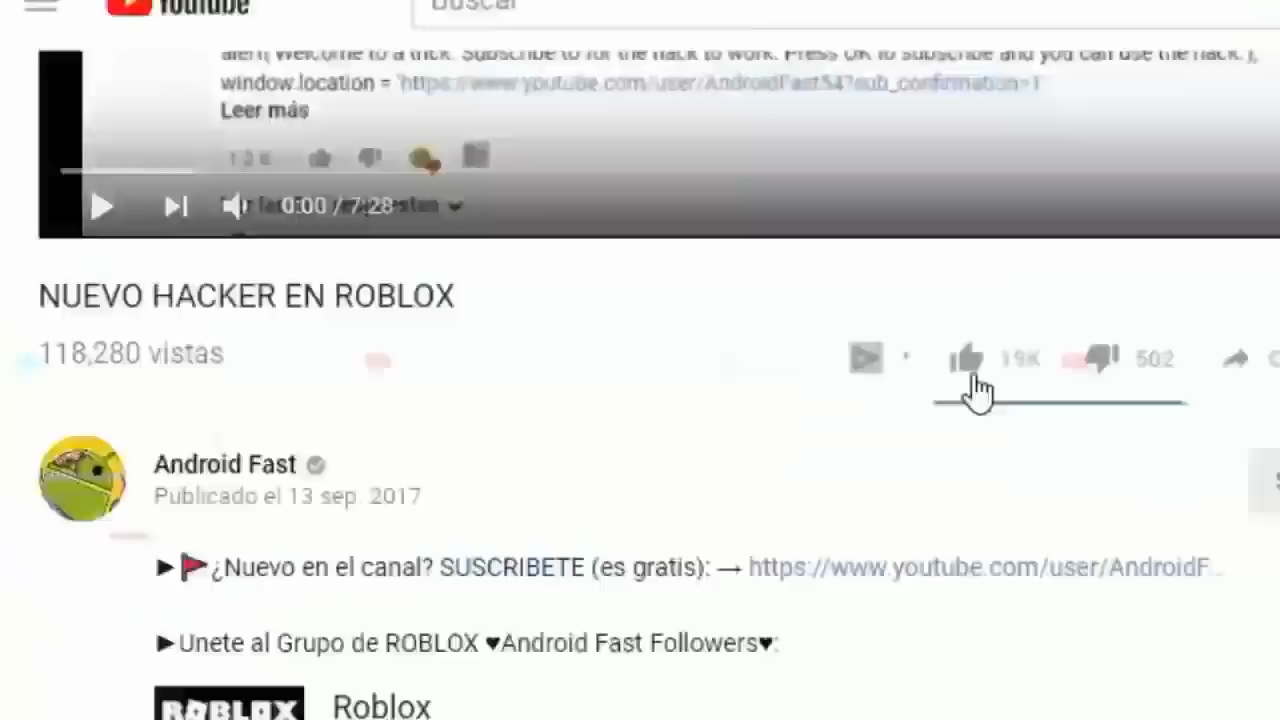 YouTube
Buscar
alert( Welcome to a trick. Subscribe to for the hack to work. Press OK to subscribe and you can use the hack. ),
window.location = 'https://www.youtube.com/user/AndroidFast54?sub_confirmation=1'
Leer más
0:00 / 7:28
NUEVO HACKER EN ROBLOX
118,280 vistas
19K 502
Android Fast
Publicado el 13 sep. 2017
►🚩¿Nuevo en el canal? SUSCRIBETE (es gratis): → https://www.youtube.com/user/AndroidF...
►Unete al Grupo de ROBLOX ♥Android Fast Followers♥:
ROBLOX Roblox